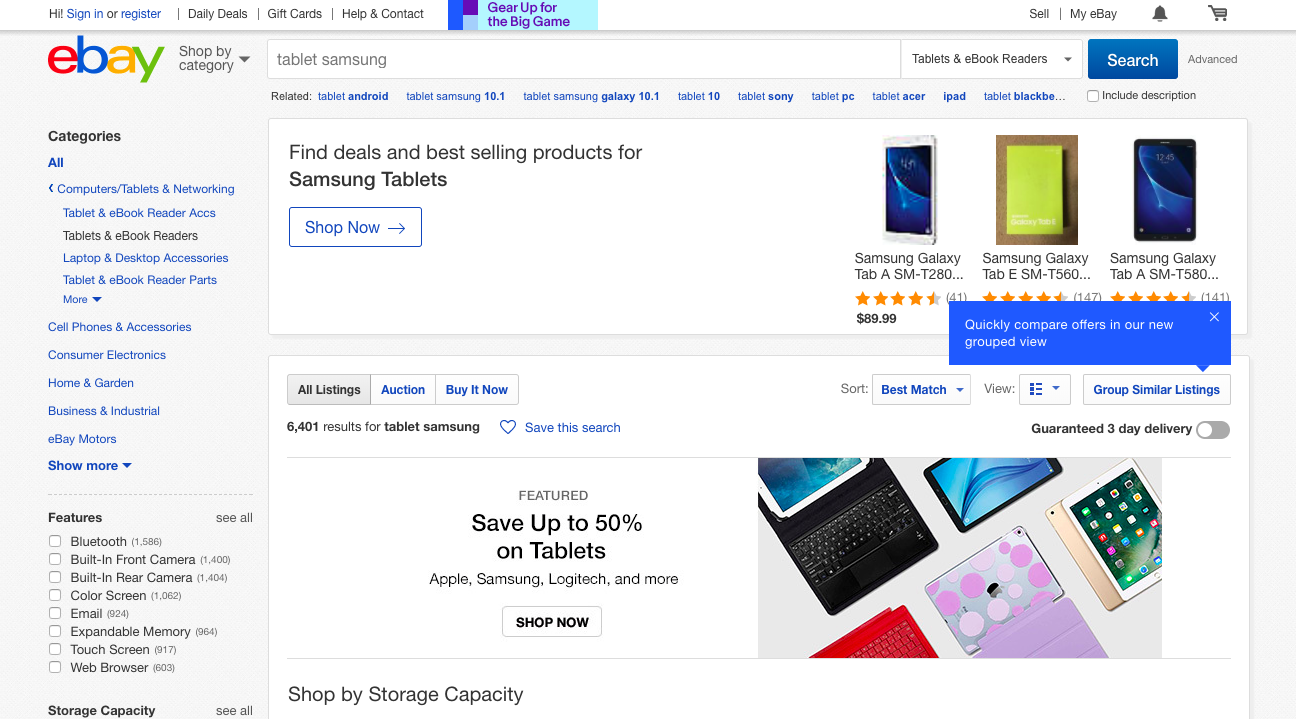 Hi! Sign in or register
Daily Deals
Gift Cards
Help & Contact
Gear Up for
the Big Game
Sell
My eBay
ebay
Shop by
category
tablet samsung
Tablets & eBook Readers
Search
Advanced
Related: tablet android tablet samsung 10.1 tablet samsung galaxy 10.1 tablet 10 tablet sony tablet pc tablet acer ipad tablet blackbe...
Include description
Categories
All
Computers/Tablets & Networking
Tablet & eBook Reader Accs
Tablets & eBook Readers
Laptop & Desktop Accessories
Tablet & eBook Reader Parts
More
Cell Phones & Accessories
Consumer Electronics
Home & Garden
Business & Industrial
eBay Motors
Show more
Features see all
Bluetooth (1,586)
Built-In Front Camera (1,400)
Built-In Rear Camera (1,404)
Color Screen (1,062)
Email (924)
Expandable Memory (964)
Touch Screen (917)
Web Browser (603)
Storage Capacity see all
Find deals and best selling products for
Samsung Tablets
Shop Now
Samsung Galaxy
Tab A SM-T280...
(41)
$89.99
Galaxy Tab E
Samsung Galaxy
Tab E SM-T560...
(147)
12:45
Samsung Galaxy
Tab A SM-T580...
(141)
Quickly compare offers in our new
grouped view
All Listings
Auction
Buy It Now
Sort: Best Match
View:
Group Similar Listings
6,401 results for tablet samsung
Save this search
Guaranteed 3 day delivery
FEATURED
Save Up to 50%
on Tablets
Apple, Samsung, Logitech, and more
SHOP NOW
Shop by Storage Capacity